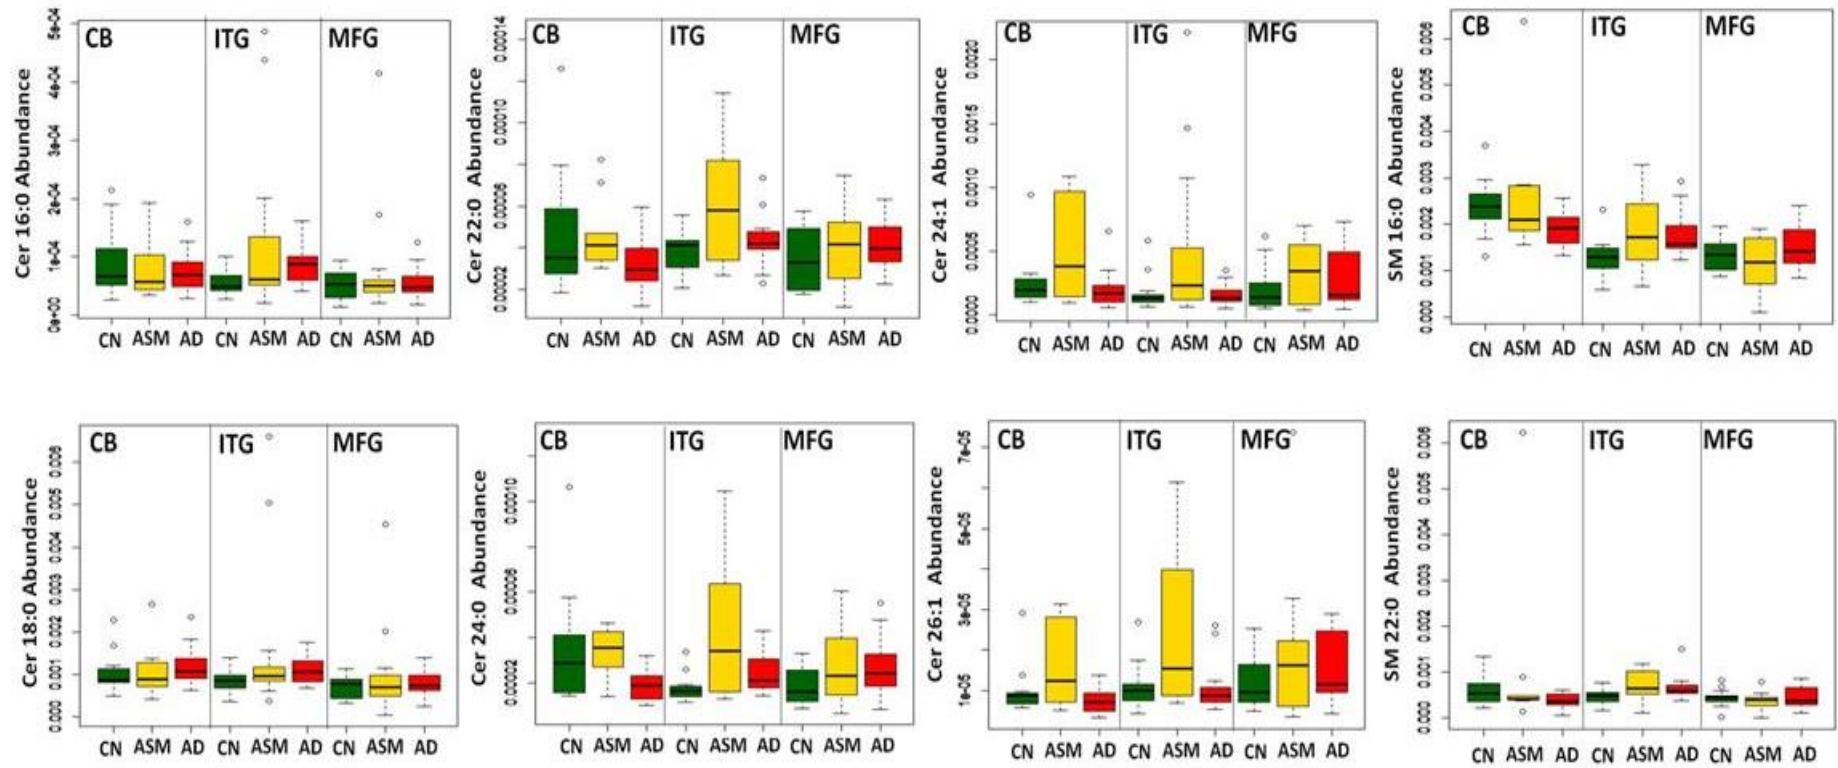 Cer 16:0 Abundance
5e-04
4e-04
3e-04
2e-04
1e-04
0e+00
CB
ITG
MFG
CN ASM AD CN ASM AD CN ASM AD
Cer 22:0 Abundance
0.00014
0.00010
0.00006
0.00002
CB
ITG
MFG
CN ASM AD CN ASM AD CN ASM AD
Cer 24:1 Abundance
0.0020
0.0015
0.0010
0.0005
0.0000
CB
ITG
MFG
CN ASM AD CN ASM AD CN ASM AD
SM 16:0 Abundance
0.006
0.005
0.004
0.003
0.002
0.001
0.000
CB
ITG
MFG
CN ASM AD CN ASM AD CN ASM AD
Cer 18:0 Abundance
0.006
0.005
0.004
0.003
0.002
0.001
0.000
CB
ITG
MFG
CN ASM AD CN ASM AD CN ASM AD
Cer 24:0 Abundance
0.00010
0.00006
0.00002
CB
ITG
MFG
CN ASM AD CN ASM AD CN ASM AD
Cer 26:1 Abundance
7e-05
5e-05
3e-05
1e-05
CB
ITG
MFG
CN ASM AD CN ASM AD CN ASM AD
SM 22:0 Abundance
0.006
0.005
0.004
0.003
0.002
0.001
0.000
CB
ITG
MFG
CN ASM AD CN ASM AD CN ASM AD